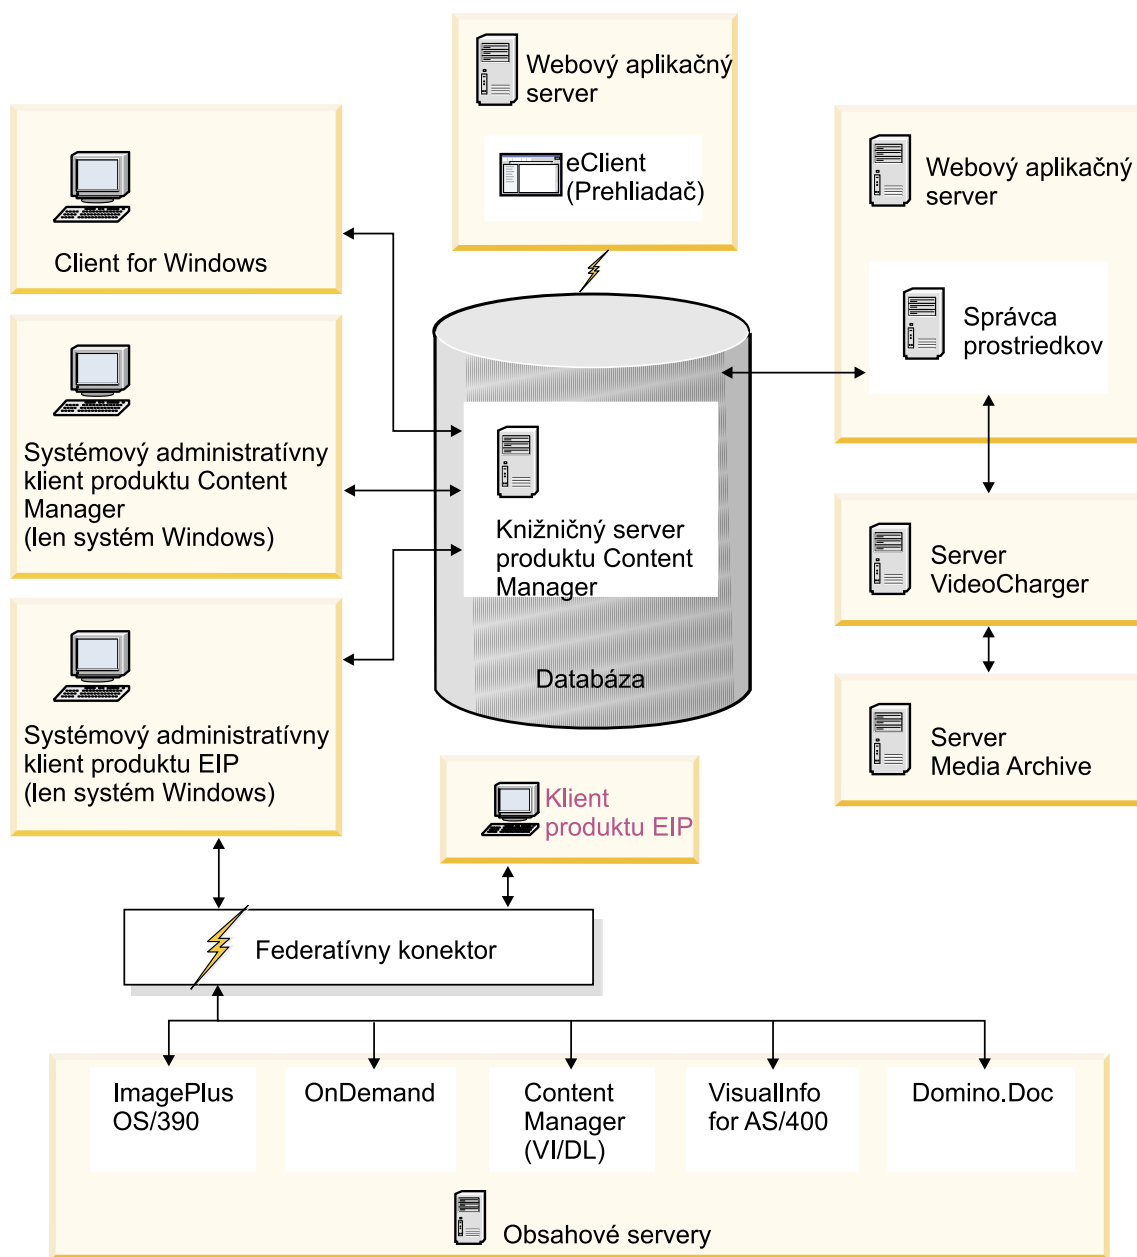 Webový aplikačný
server
eClient
(Prehliadač)
Client for Windows
Webový aplikačný
server
Správca
prostriedkov
Systémový administratívny
klient produktu Content
Manager
(len systém Windows)
Knižničný server
produktu Content
Manager
Databáza
Server
VideoCharger
Systémový administratívny
klient produktu EIP
(len systém Windows)
Server
Media Archive
Klient
produktu EIP
Federatívny konektor
ImagePlus
OS/390
OnDemand
Content
Manager
(VI/DL)
VisualInfo
for AS/400
Domino.Doc
Obsahové servery